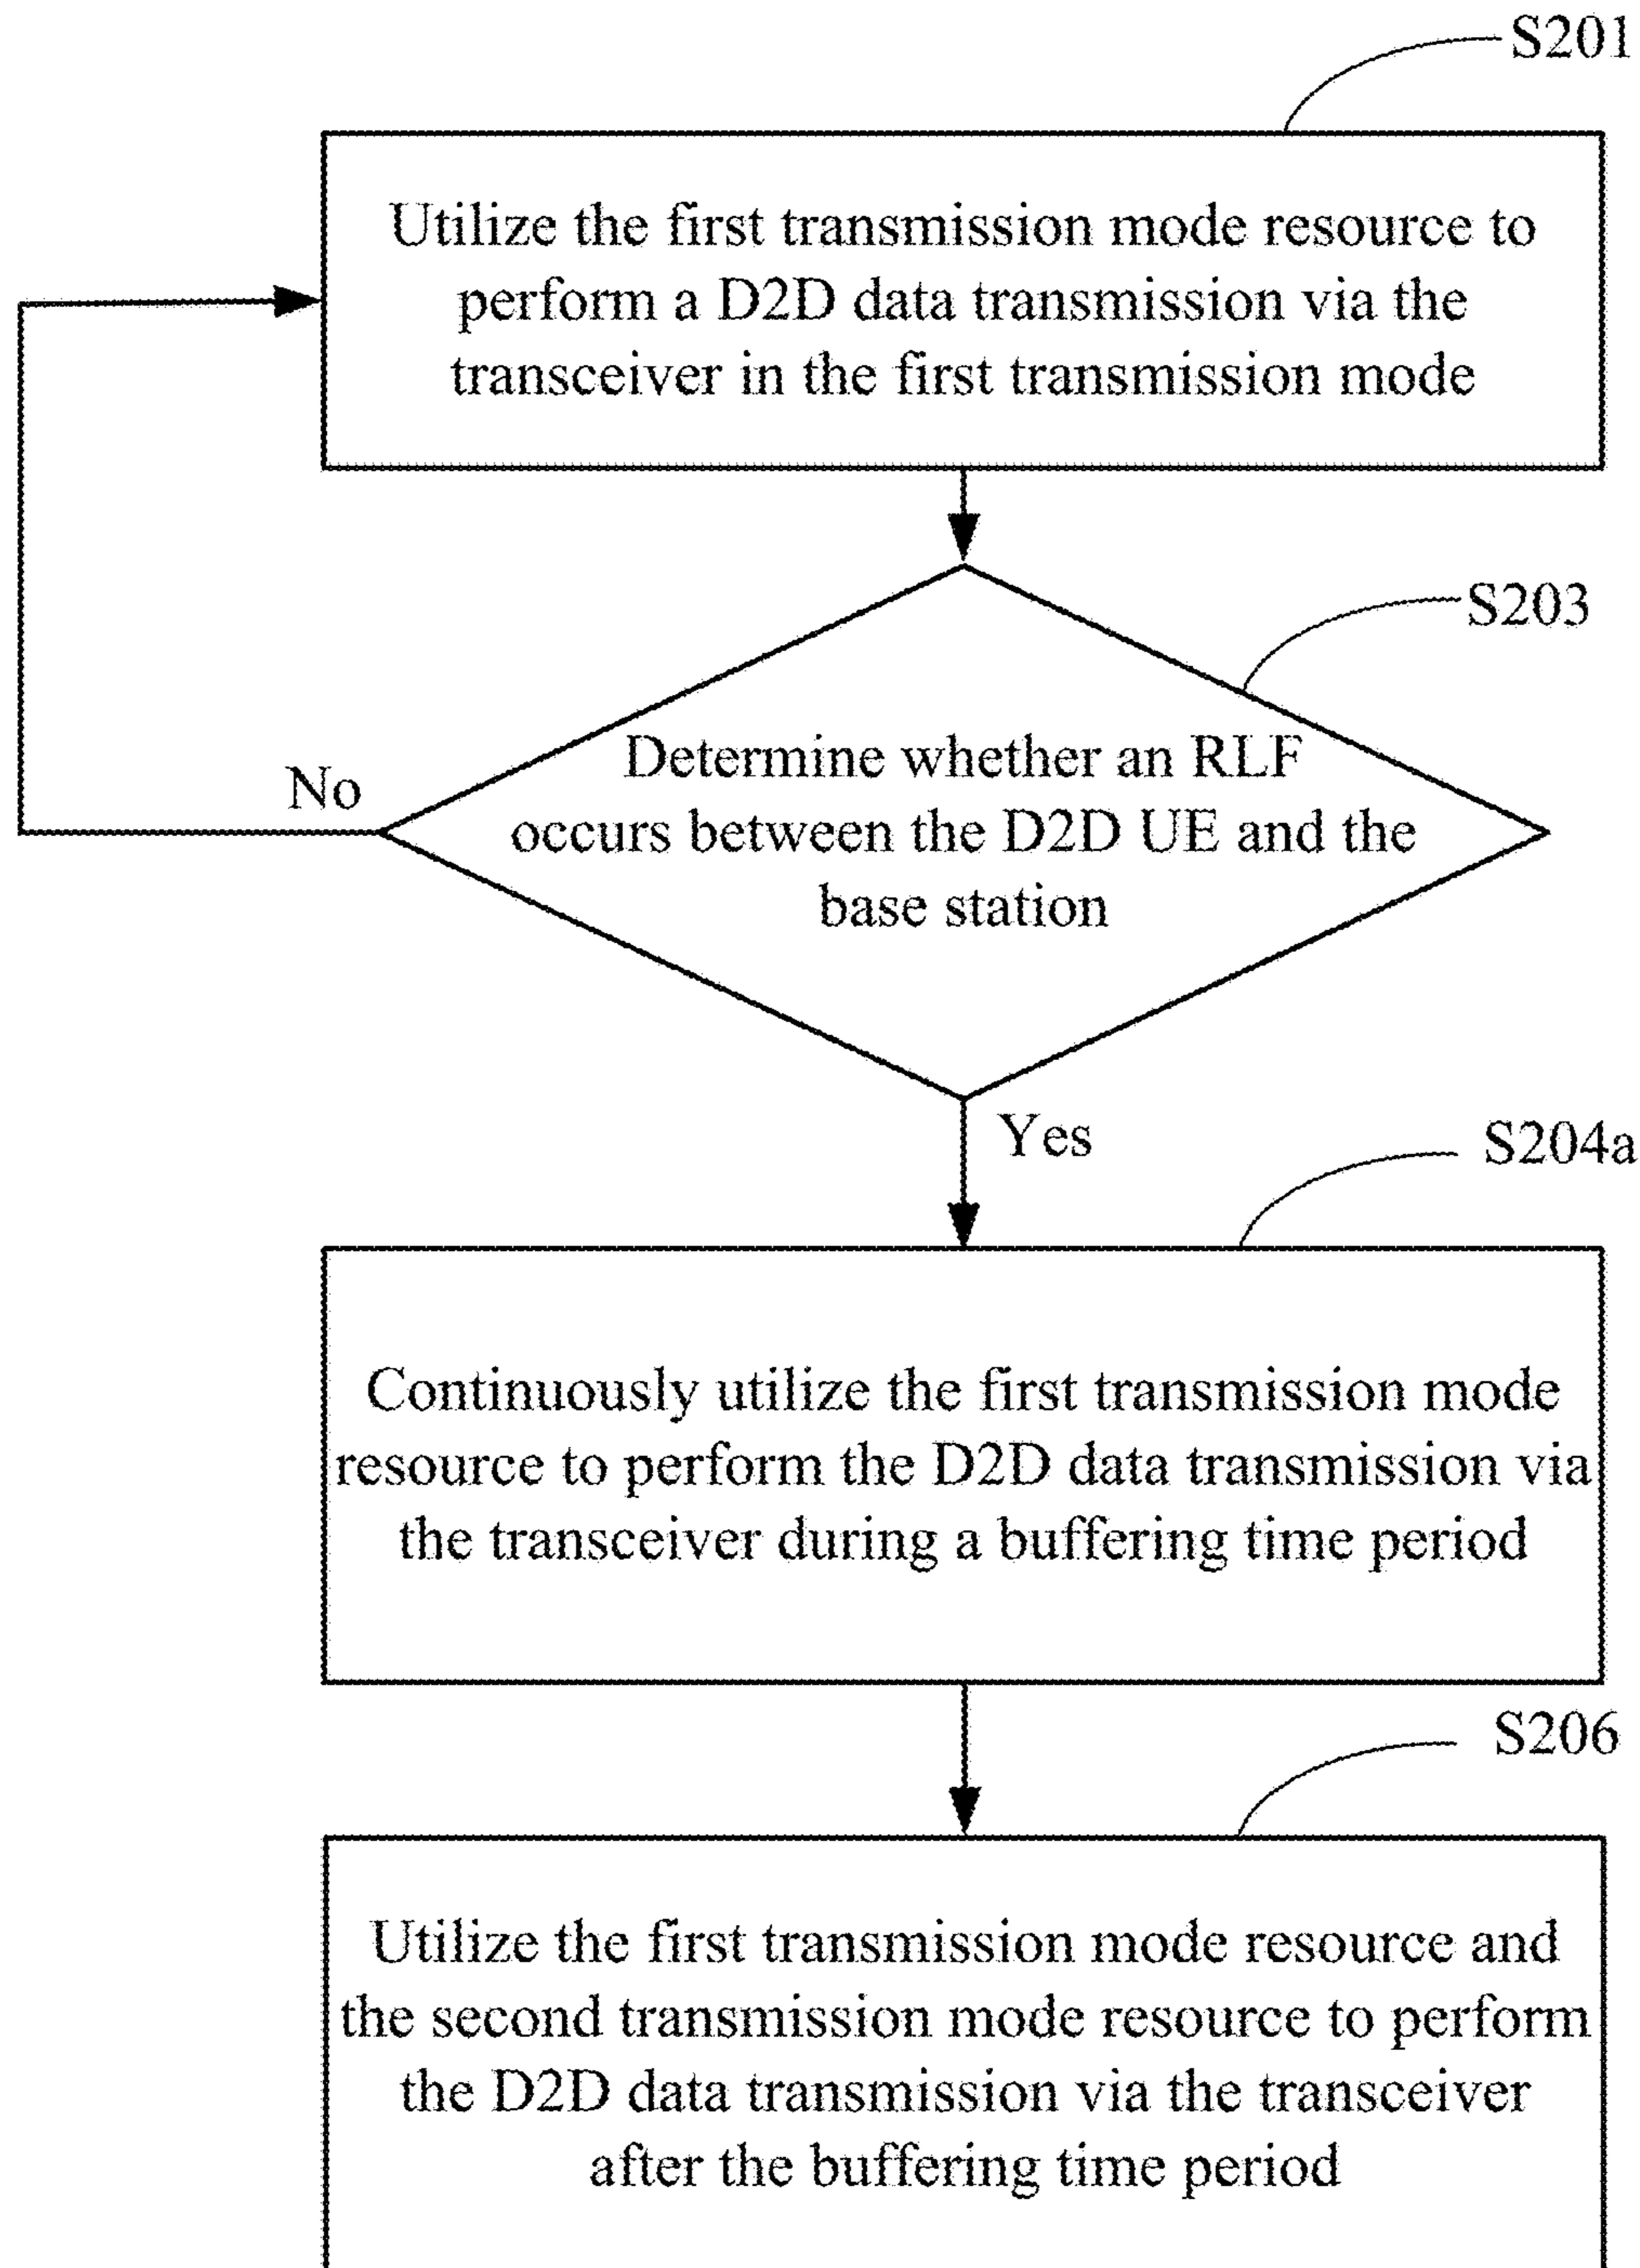 S201
Utilize the first transmission mode resource to
perform a D2D data transmission via the
transceiver in the first transmission mode
S203
Determine whether an RLF
occurs between the D2D UE and the
base station
No
Yes
S204a
Continuously utilize the first transmission mode
resource to perform the D2D data transmission via
the transceiver during a buffering time period
S206
Utilize the first transmission mode resource and
the second transmission mode resource to perform
the D2D data transmission via the transceiver
after the buffering time period